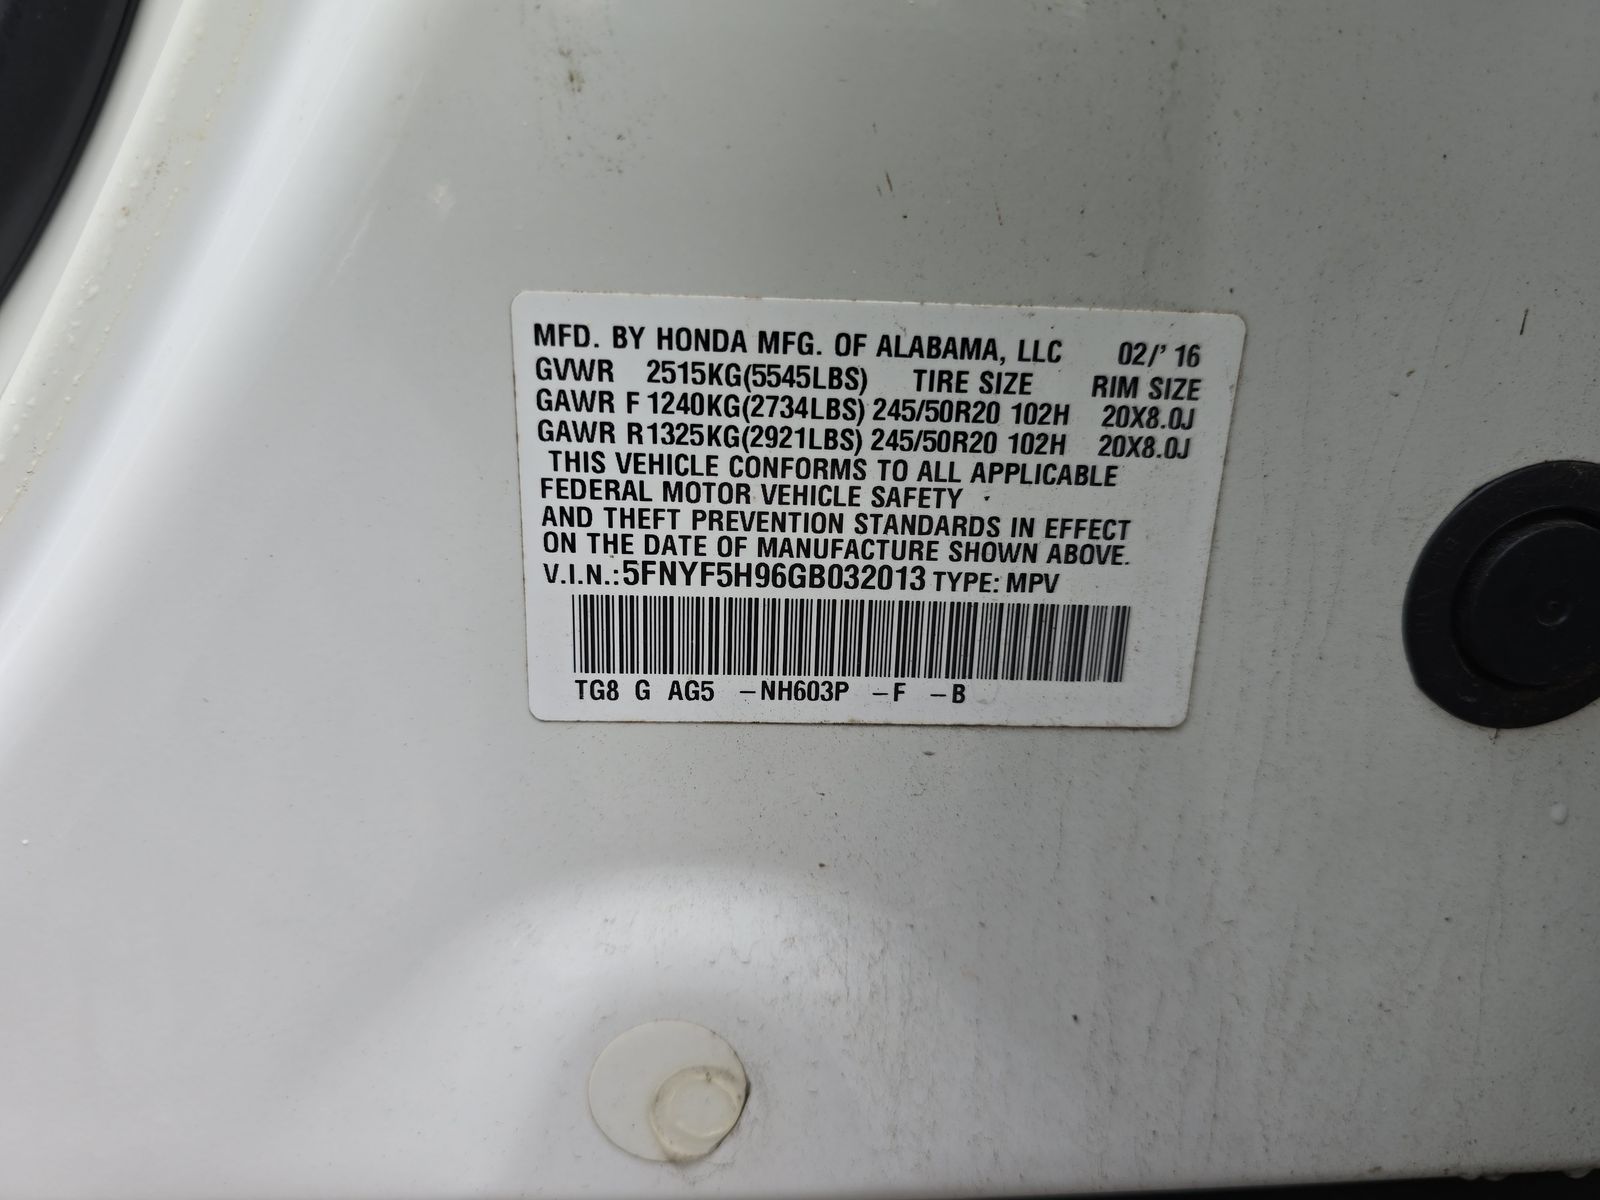 MFD. BY HONDA MFG. OF ALABAMA, LLC 02/' 16
GVWR 2515KG(5545LBS) TIRE SIZE RIM SIZE
GAWR F 1240KG(2734LBS) 245/50R20 102H 20X8.0J
GAWR R1325KG(2921LBS) 245/50R20 102H 20X8.0J
THIS VEHICLE CONFORMS TO ALL APPLICABLE
FEDERAL MOTOR VEHICLE SAFETY
AND THEFT PREVENTION STANDARDS IN EFFECT
ON THE DATE OF MANUFACTURE SHOWN ABOVE.
V.I.N.:5FNYF5H96GB032013 TYPE: MPV
TG8 G AG5 -NH603P -F -B